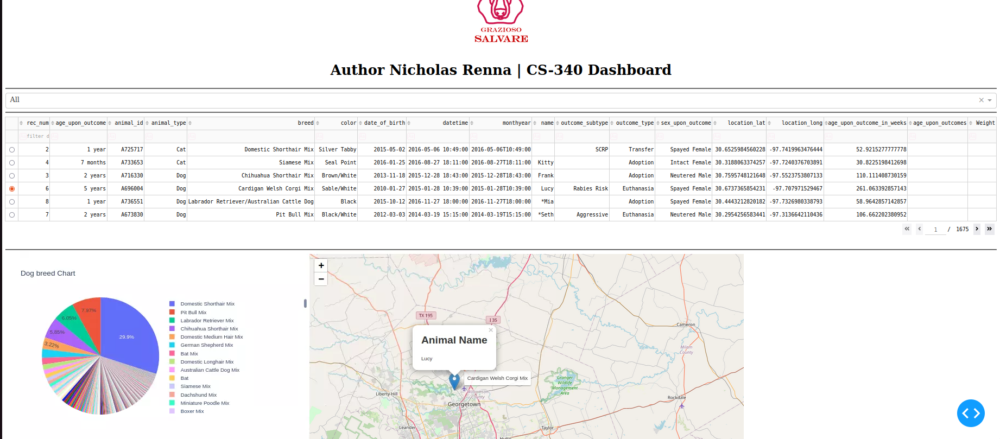 GRAZIOSO
SALVARE
Author Nicholas Renna | CS-340 Dashboard
All
rec_num age_upon_outcome animal_id animal_type breed color date_of_birth datetime monthyear name outcome_subtype outcome_type sex_upon_outcome location_lat location_long age_upon_outcome_in_weeks age_upon_outcomes Weight
filter d
2 1 year A725717 Cat Domestic Shorthair Mix Silver Tabby 2015-05-02 2016-05-06 10:49:00 2016-05-06T10:49:00 SCRP Transfer Spayed Female 30.6525984560228 -97.7419963476444 52.9215277777778
4 7 months A733653 Cat Siamese Mix Seal Point 2016-01-25 2016-08-27 18:11:00 2016-08-27T18:11:00 Kitty Adoption Intact Female 30.3188063374257 -97.7240376703891 30.8225198412698
3 2 years A716330 Dog Chihuahua Shorthair Mix Brown/White 2013-11-18 2015-12-28 18:43:00 2015-12-28T18:43:00 Frank Adoption Neutered Male 30.7595748121648 -97.5523753807133 110.111408730159
6 5 years A696004 Dog Cardigan Welsh Corgi Mix Sable/White 2010-01-27 2015-01-28 10:39:00 2015-01-28T10:39:00 Lucy Rabies Risk Euthanasia Spayed Female 30.6737365854231 -97.707971529467 261.063392857143
8 1 year A736551 Dog Labrador Retriever/Australian Cattle Dog Black 2015-10-12 2016-11-27 18:00:00 2016-11-27T18:00:00 *Mia Adoption Spayed Female 30.4443212820182 -97.7326980338793 58.9642857142857
7 2 years A673830 Dog Pit Bull Mix Black/White 2012-03-03 2014-03-19 15:15:00 2014-03-19T15:15:00 *Seth Aggressive Euthanasia Neutered Male 30.2954256583441 -97.3136642110436 106.662202380952
1 / 1675
Dog breed Chart
29.9%
7.97%
6.05%
5.85%
3.22%
Domestic Shorthair Mix
Pit Bull Mix
Labrador Retriever Mix
Chihuahua Shorthair Mix
Domestic Medium Hair Mix
German Shepherd Mix
Bat Mix
Domestic Longhair Mix
Australian Cattle Dog Mix
Bat
Siamese Mix
Dachshund Mix
Miniature Poodle Mix
Boxer Mix
+
−
TX 195
I 35
Animal Name
Lucy
Cardigan Welsh Corgi Mix
Cameron
Milam
County
Granger
Wildlife
Management
Area
Liberty Hill
Williamson
County
Georgetown
Rockdale
Leander
Taylor
Hutto